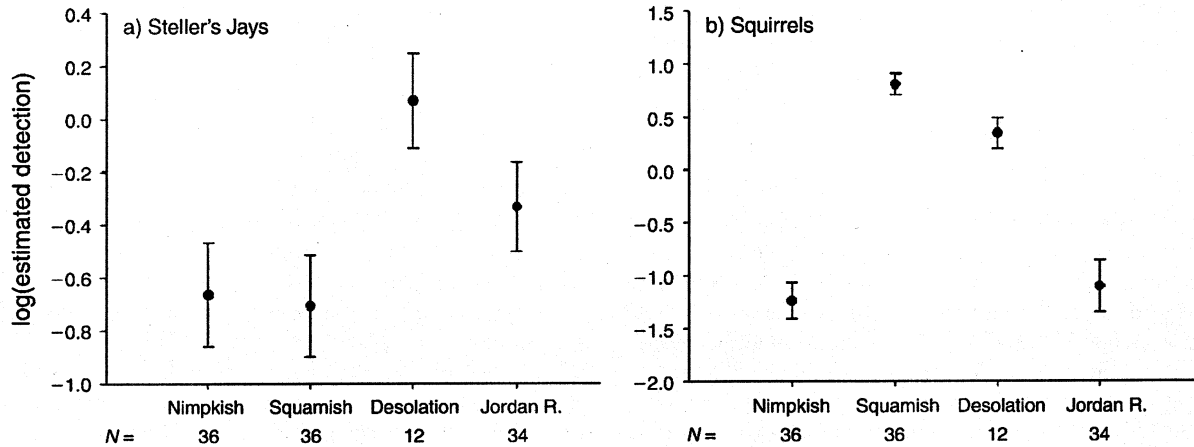 a) Steller's Jays
log(estimated detection)
0.4
0.2
0.0
−0.2
−0.4
−0.6
−0.8
−1.0
Nimpkish Squamish Desolation Jordan R.
N = 36 36 12 34
b) Squirrels
1.5
1.0
0.5
0.0
−0.5
−1.0
−1.5
−2.0
Nimpkish Squamish Desolation Jordan R.
N = 36 36 12 34